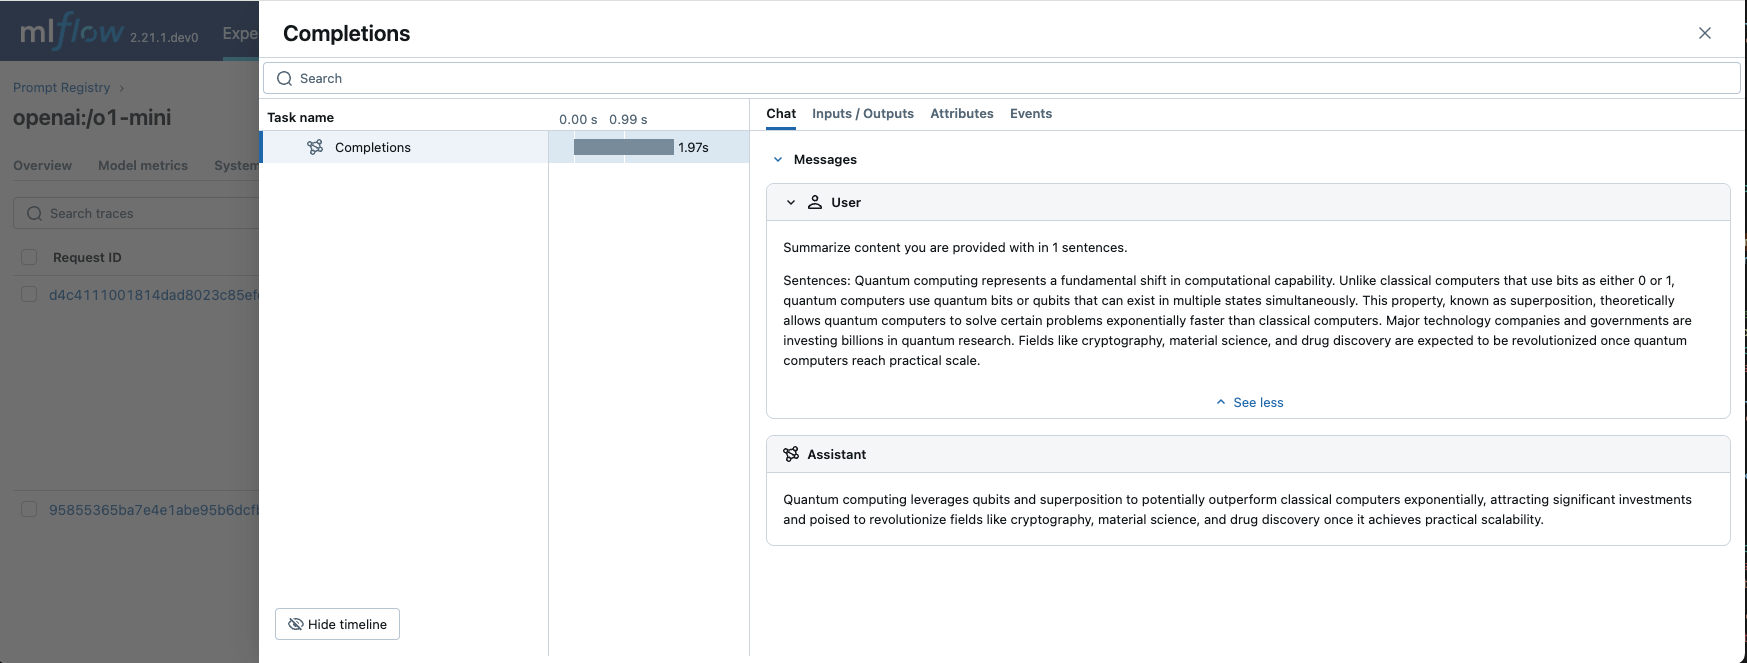 mlflow 2.21.1.dev0 Expe
Prompt Registry
openai:/o1-mini
Overview Model metrics System
Search traces
Request ID
d4c4111001814dad8023c85ef
95855365ba7e4e1abe95b6dcf
Completions
Search
Task name 0.00 s 0.99 s
Completions 1.97s
Hide timeline
Chat Inputs / Outputs Attributes Events
Messages
User
Summarize content you are provided with in 1 sentences.
Sentences: Quantum computing represents a fundamental shift in computational capability. Unlike classical computers that use bits as either 0 or 1,
quantum computers use quantum bits or qubits that can exist in multiple states simultaneously. This property, known as superposition, theoretically
allows quantum computers to solve certain problems exponentially faster than classical computers. Major technology companies and governments are
investing billions in quantum research. Fields like cryptography, material science, and drug discovery are expected to be revolutionized once quantum
computers reach practical scale.
See less
Assistant
Quantum computing leverages qubits and superposition to potentially outperform classical computers exponentially, attracting significant investments
and poised to revolutionize fields like cryptography, material science, and drug discovery once it achieves practical scalability.